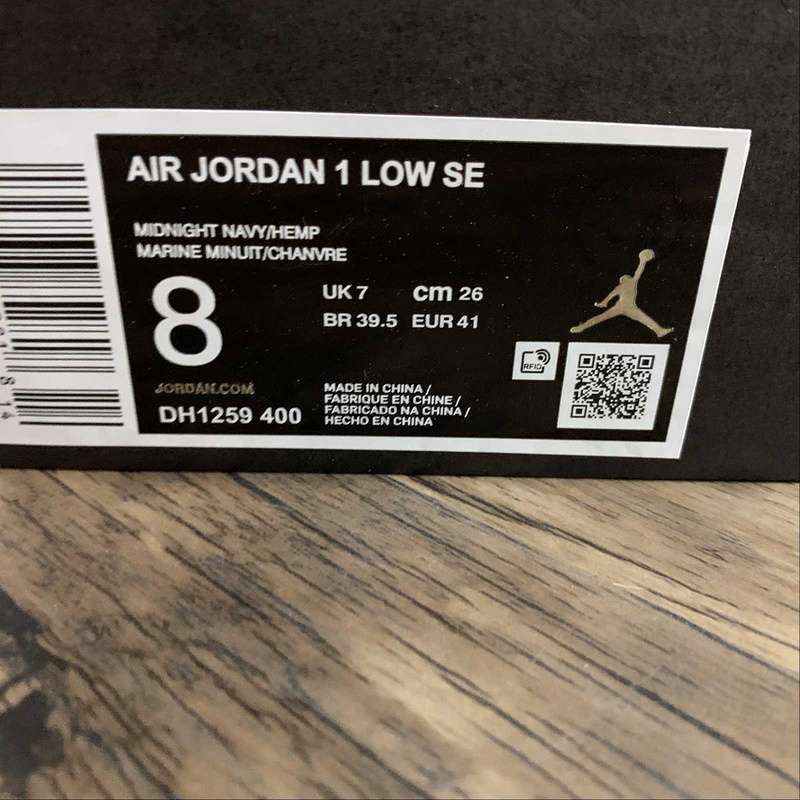 AIR JORDAN 1 LOW SE
MIDNIGHT NAVY/HEMP
MARINE MINUIT/CHANVRE
8
UK 7 cm 26
BR 39.5 EUR 41
RFID
JORDAN.COM
DH1259 400
MADE IN CHINA /
FABRIQUE EN CHINE /
FABRICADO NA CHINA /
HECHO EN CHINA